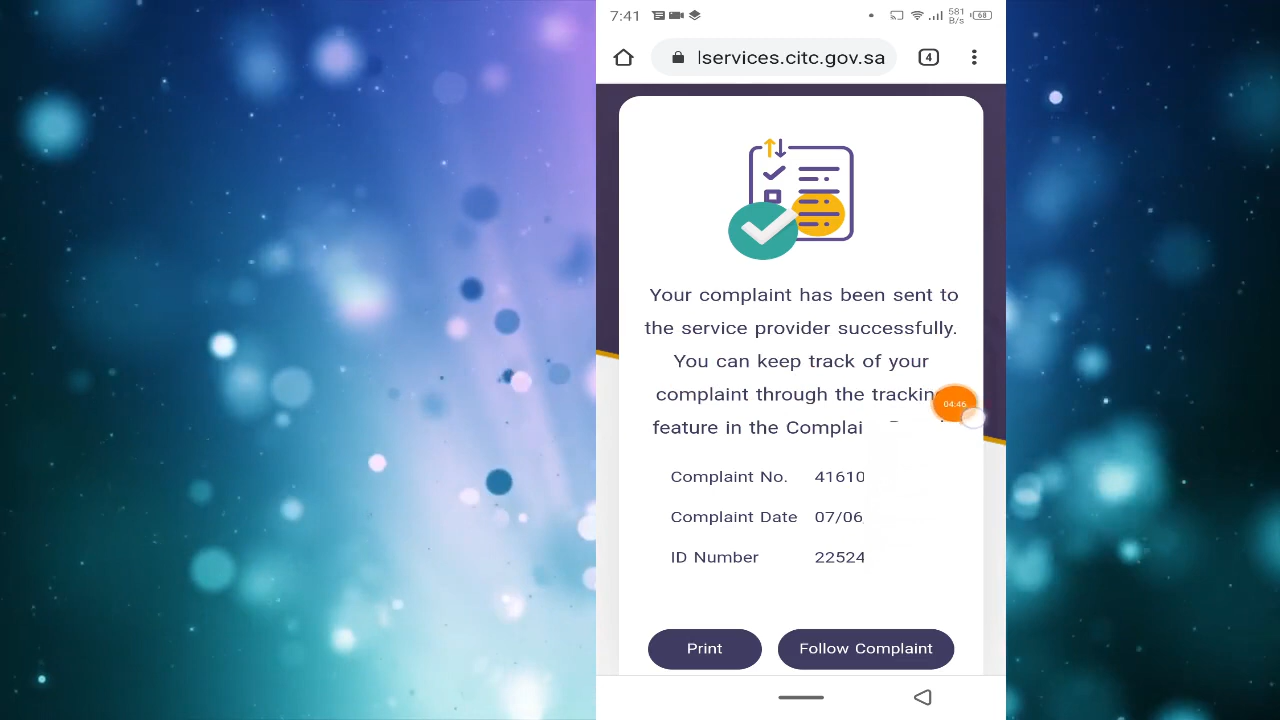 7:41
581
B/s
68
lservices.citc.gov.sa
4
Your complaint has been sent to
the service provider successfully.
You can keep track of your
complaint through the trackin
04:46
feature in the Complai
Complaint No. 41610
Complaint Date 07/06
ID Number 22524
Print
Follow Complaint